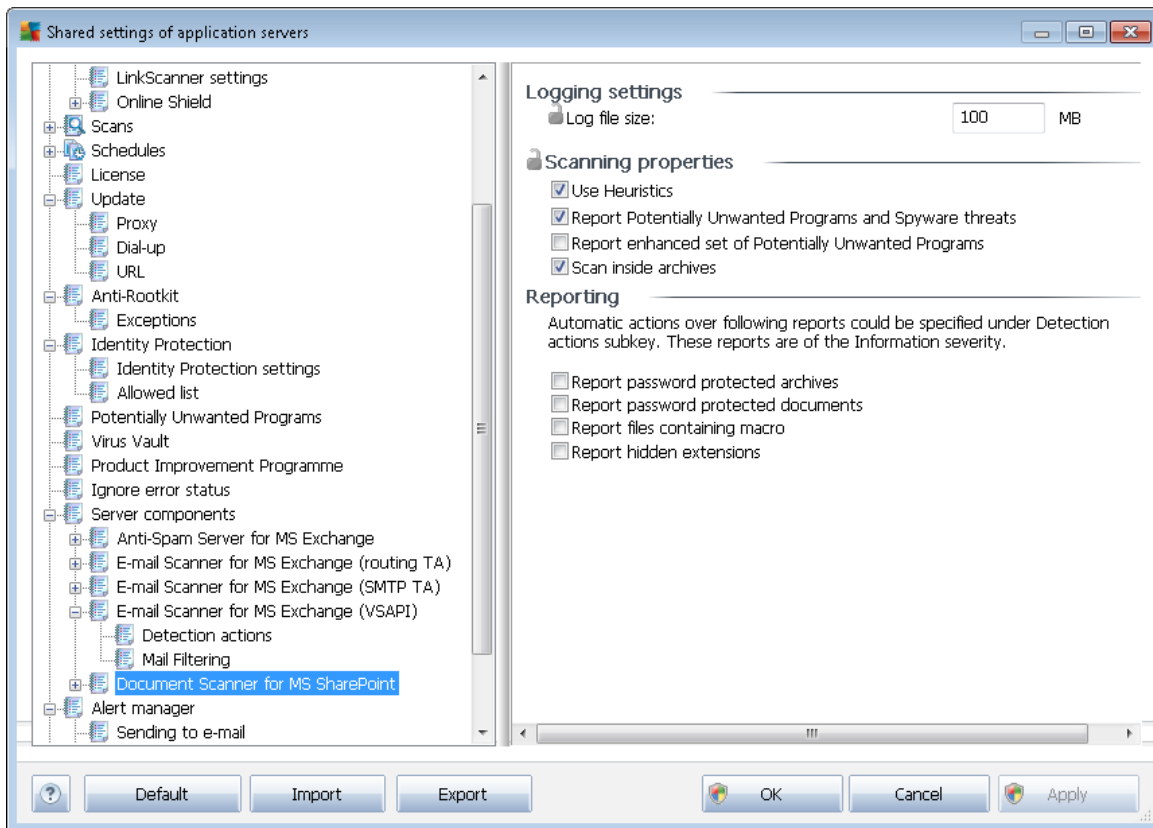 Shared settings of application servers
LinkScanner settings
Online Shield
Scans
Schedules
License
Update
Proxy
Dial-up
URL
Anti-Rootkit
Exceptions
Identity Protection
Identity Protection settings
Allowed list
Potentially Unwanted Programs
Virus Vault
Product Improvement Programme
Ignore error status
Server components
Anti-Spam Server for MS Exchange
E-mail Scanner for MS Exchange (routing TA)
E-mail Scanner for MS Exchange (SMTP TA)
E-mail Scanner for MS Exchange (VSAPI)
Detection actions
Mail Filtering
Document Scanner for MS SharePoint
Alert manager
Sending to e-mail
Logging settings
Log file size: 100 MB
Scanning properties
Use Heuristics
Report Potentially Unwanted Programs and Spyware threats
Report enhanced set of Potentially Unwanted Programs
Scan inside archives
Reporting
Automatic actions over following reports could be specified under Detection
actions subkey. These reports are of the Information severity.
Report password protected archives
Report password protected documents
Report files containing macro
Report hidden extensions
? Default Import Export OK Cancel Apply